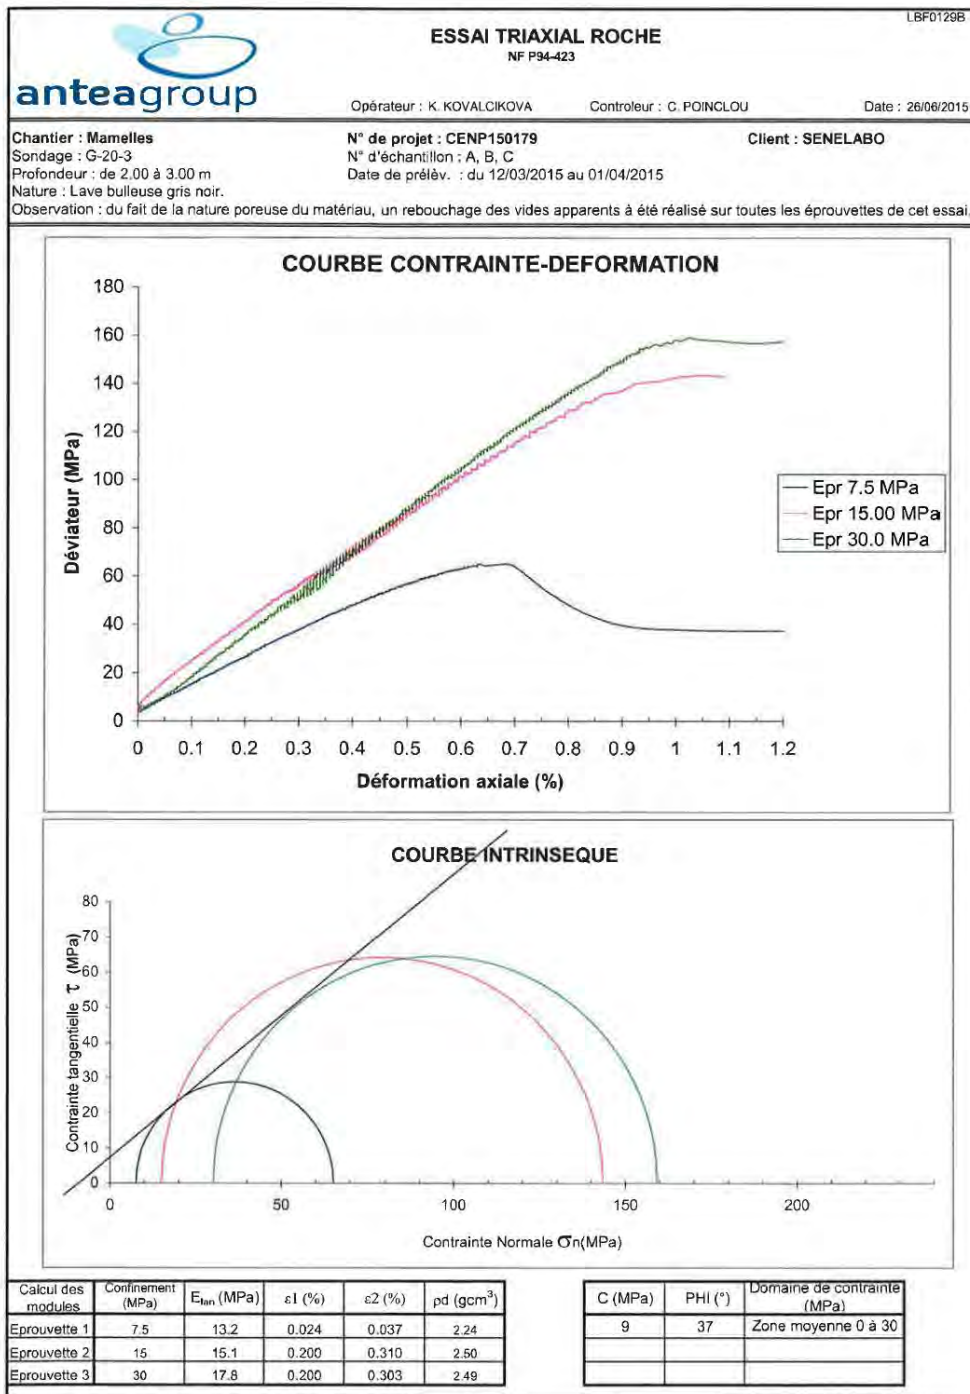 LBF0129B
anteagroup
ESSAI TRIAXIAL ROCHE
NF P94-423
Opérateur : K. KOVALCIKOVA Controleur : C. POINCLOU Date : 26/06/2015
Chantier : Mamelles N° de projet : CENP150179 Client : SENELABO
Sondage : G-20-3 N° d'échantillon : A, B, C
Profondeur : de 2.00 à 3.00 m Date de prélèv. : du 12/03/2015 au 01/04/2015
Nature : Lave bulleuse gris noir.
Observation : du fait de la nature poreuse du matériau, un rebouchage des vides apparents à été réalisé sur toutes les éprouvettes de cet essai.
COURBE CONTRAINTE-DEFORMATION
Déviateur (MPa)
180
160
140
120
100
80
60
40
20
0
0 0.1 0.2 0.3 0.4 0.5 0.6 0.7 0.8 0.9 1 1.1 1.2
Déformation axiale (%)
Epr 7.5 MPa
Epr 15.00 MPa
Epr 30.0 MPa
COURBE INTRINSEQUE
Contrainte tangentielle τ (MPa)
80
70
60
50
40
30
20
10
0
0 50 100 150 200
Contrainte Normale σn(MPa)
Calcul des modules Confinement (MPa) Etan (MPa) ε1 (%) ε2 (%) ρd (gcm³)
Eprouvette 1 7.5 13.2 0.024 0.037 2.24
Eprouvette 2 15 15.1 0.200 0.310 2.50
Eprouvette 3 30 17.8 0.200 0.303 2.49
C (MPa) PHI (°) Domaine de contrainte (MPa)
9 37 Zone moyenne 0 à 30